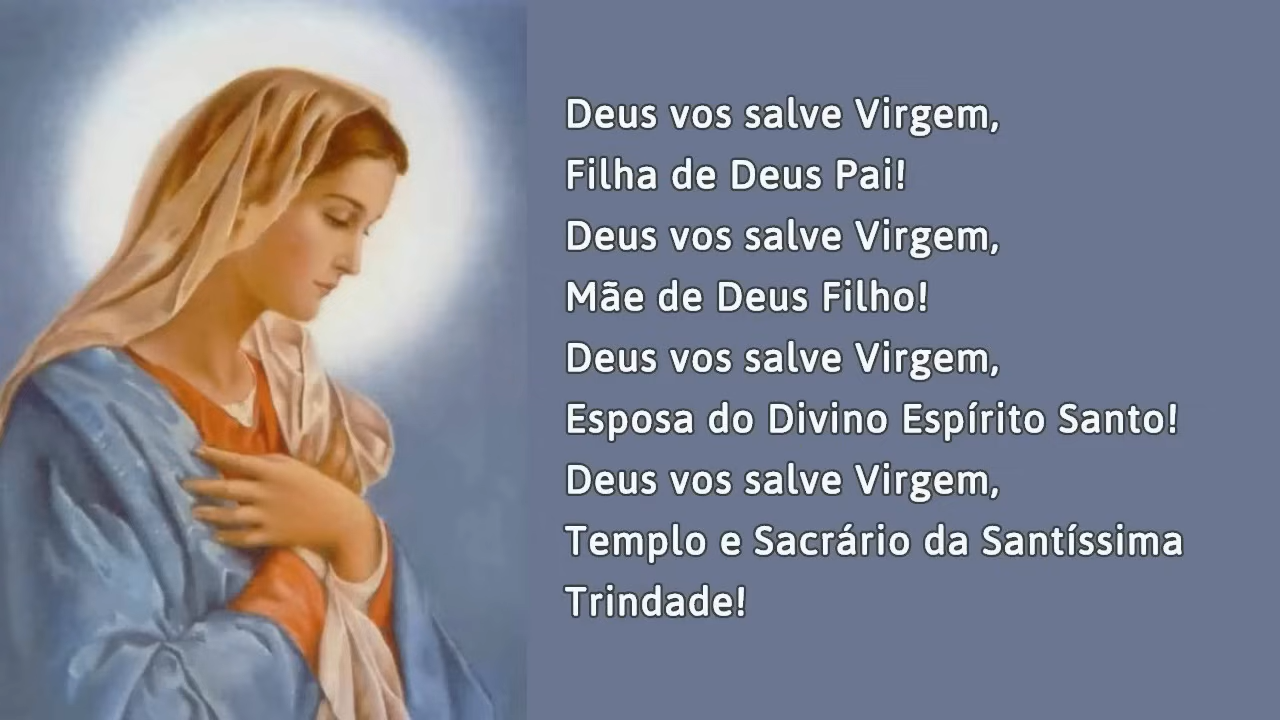 Deus vos salve Virgem,
Filha de Deus Pai!
Deus vos salve Virgem,
Mãe de Deus Filho!
Deus vos salve Virgem,
Esposa do Divino Espírito Santo!
Deus vos salve Virgem,
Templo e Sacrário da Santíssima
Trindade!